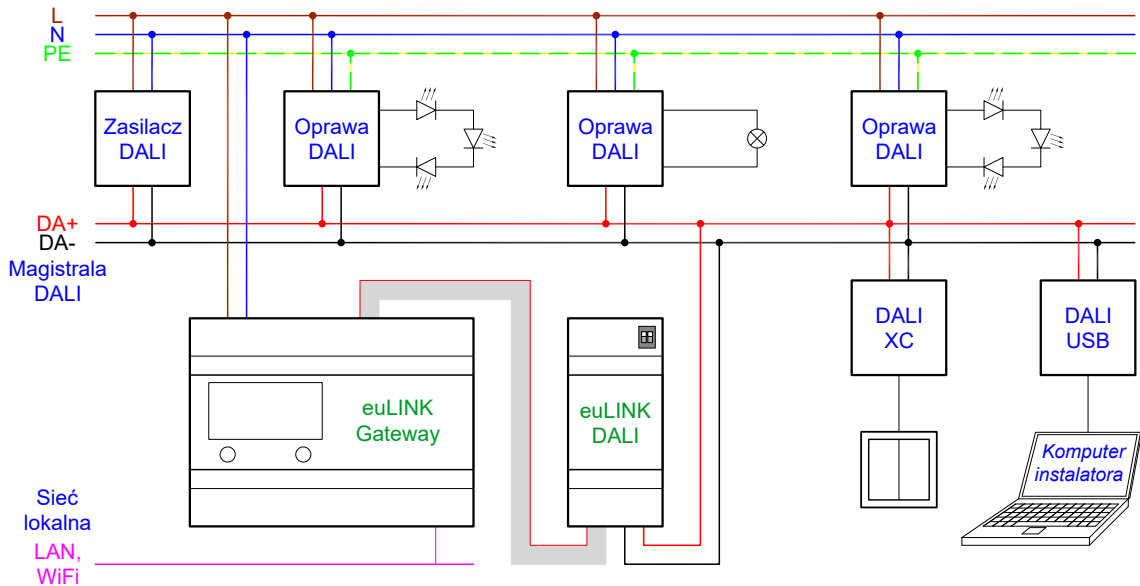 L
N
PE
Zasilacz
DALI
Oprawa
DALI
Oprawa
DALI
Oprawa
DALI
DA+
DA-
Magistrala
DALI
DALI
XC
DALI
USB
euLINK
Gateway
euLINK
DALI
Komputer
instalatora
Sieć
lokalna
LAN,
WiFi